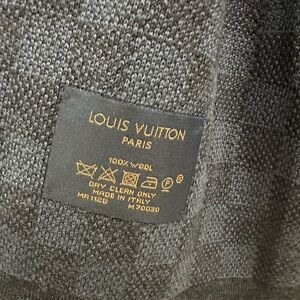 LOUIS VUITTON
PARIS
100% WOOL
P
DRY CLEAN ONLY
MADE IN ITALY
M70030